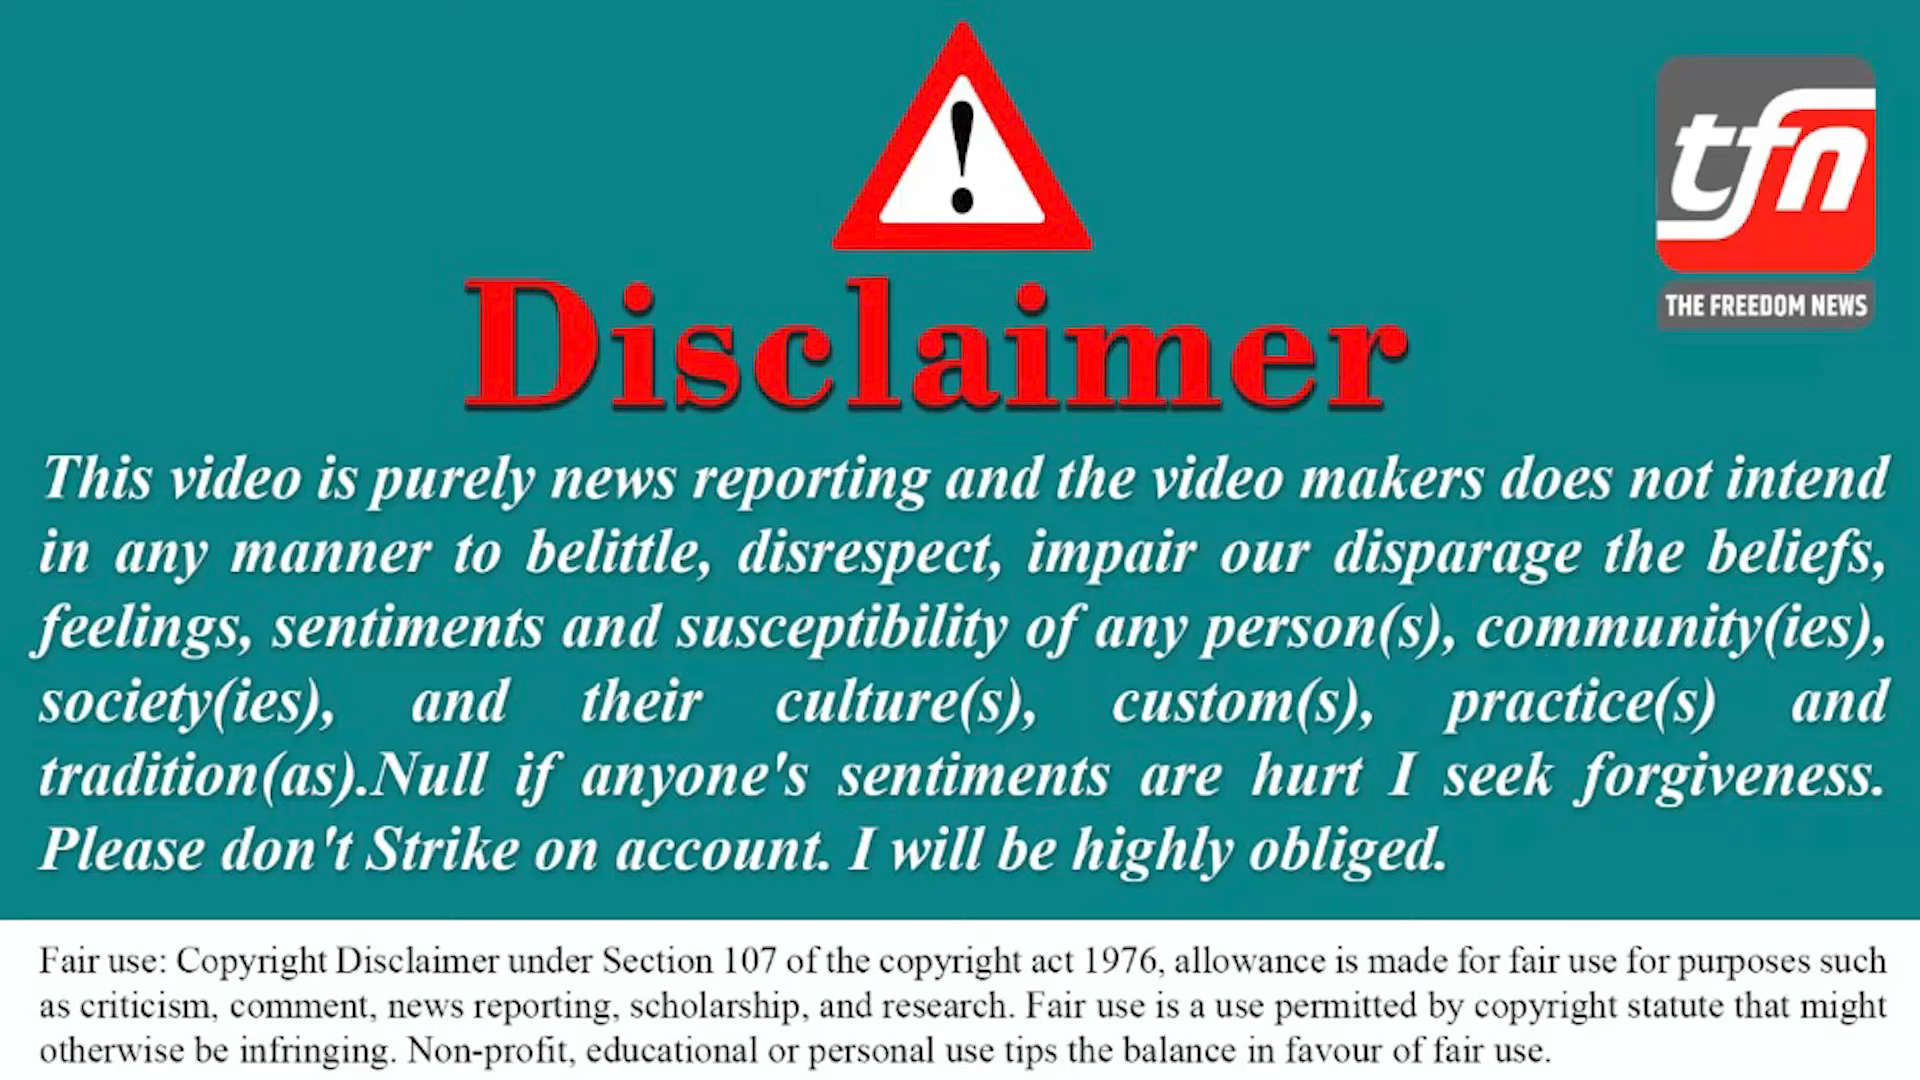 tfn
THE FREEDOM NEWS
Disclaimer
This video is purely news reporting and the video makers does not intend
in any manner to belittle, disrespect, impair our disparage the beliefs,
feelings, sentiments and susceptibility of any person(s), community(ies),
society(ies), and their culture(s), custom(s), practice(s) and
tradition(as).Null if anyone's sentiments are hurt I seek forgiveness.
Please don't Strike on account. I will be highly obliged.
Fair use: Copyright Disclaimer under Section 107 of the copyright act 1976, allowance is made for fair use for purposes such
as criticism, comment, news reporting, scholarship, and research. Fair use is a use permitted by copyright statute that might
otherwise be infringing. Non-profit, educational or personal use tips the balance in favour of fair use.